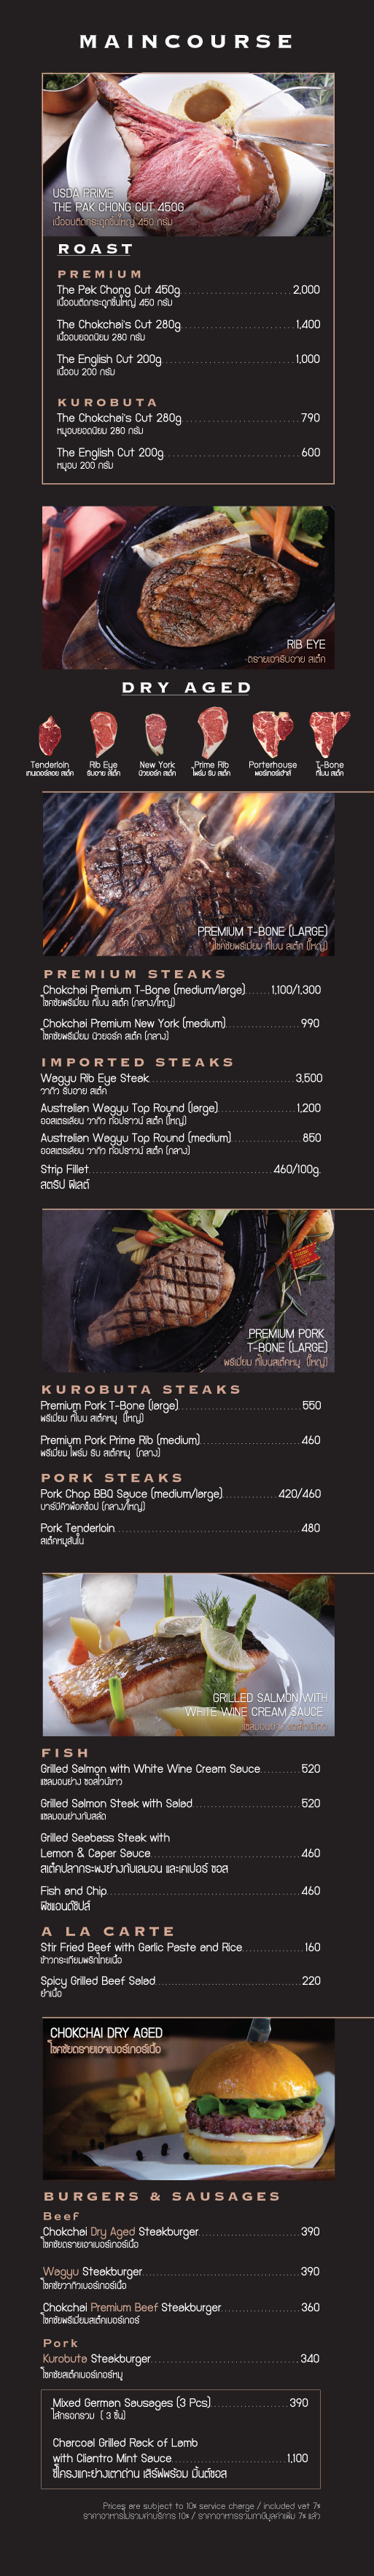 MAINCOURSE
USDA PRIME
THE PAK CHONG CUT 450G
เนื้ออบติดกระดูกชิ้นใหญ่ 450 กรัม
ROAST
PREMIUM
The Pak Chong Cut 450g 2,000
เนื้ออบติดกระดูกชิ้นใหญ่ 450 กรัม
The Chokchai's Cut 280g 1,400
เนื้ออบยอดนิยม 280 กรัม
The English Cut 200g 1,000
เนื้ออบ 200 กรัม
KUROBUTA
The Chokchai's Cut 280g 790
หมูอบยอดนิยม 280 กรัม
The English Cut 200g 600
หมูอบ 200 กรัม
RIB EYE
ดรายเอจริบอาย สเต็ก
DRY AGED
Tenderloin Rib Eye New York Prime Rib Porterhouse T-Bone
เทนเดอร์ลอย สเต็ก ริบอาย สเต็ก นิวยอร์ค สเต็ก ไพร์ม ริบ สเต็ก พอร์เทอร์เฮ้าส์ ทีโบน สเต็ก
PREMIUM T-BONE (LARGE)
โชคชัยพรีเมี่ยม ทีโบน สเต็ก (ใหญ่)
PREMIUM STEAKS
Chokchai Premium T-Bone (medium/large) 1,100/1,300
โชคชัยพรีเมี่ยม ทีโบน สเต็ก (กลาง/ใหญ่)
Chokchai Premium New York (medium) 990
โชคชัยพรีเมี่ยม นิวยอร์ค สเต็ก (กลาง)
IMPORTED STEAKS
Wagyu Rib Eye Steak 3,500
วากิว ริบอาย สเต็ก
Australian Wagyu Top Round (large) 1,200
ออสเตรเลียน วากิว ท้อปราวน์ สเต็ก (ใหญ่)
Australian Wagyu Top Round (medium) 850
ออสเตรเลียน วากิว ท้อปราวน์ สเต็ก (กลาง)
Strip Fillet 460/100g.
สตริป ฟิเลต์
PREMIUM PORK
T-BONE (LARGE)
พรีเมี่ยม ทีโบนสเต็กหมู (ใหญ่)
KUROBUTA STEAKS
Premium Pork T-Bone (large) 550
พรีเมี่ยม ทีโบน สเต็กหมู (ใหญ่)
Premium Pork Prime Rib (medium) 460
พรีเมี่ยม ไพร์ม ริบ สเต็กหมู (กลาง)
PORK STEAKS
Pork Chop BBQ Sauce (medium/large) 420/460
บาร์บีคิวพ็อคช็อป (กลาง/ใหญ่)
Pork Tenderloin 480
สเต็กหมูสันใน
GRILLED SALMON WITH
WHITE WINE CREAM SAUCE
แซลมอนย่าง ซอสไวน์ขาว
FISH
Grilled Salmon with White Wine Cream Sauce 520
แซลมอนย่าง ซอสไวน์ขาว
Grilled Salmon Steak with Salad 520
แซลมอนย่างกับสลัด
Grilled Seabass Steak with
Lemon & Caper Sauce 460
สเต็กปลากระพงย่างกับเลมอน และเคเปอร์ ซอส
Fish and Chip 460
ฟิชแอนด์ชิปส์
A LA CARTE
Stir Fried Beef with Garlic Paste and Rice 160
ข้าวกระเทียมพริกไทยเนื้อ
Spicy Grilled Beef Salad 220
ยำเนื้อ
CHOKCHAI DRY AGED
โชคชัยดรายเอจเบอร์เกอร์เนื้อ
BURGERS & SAUSAGES
Beef
Chokchai Dry Aged Steakburger 390
โชคชัยดรายเอจเบอร์เกอร์เนื้อ
Wagyu Steakburger 390
โชคชัยวากิวเบอร์เกอร์เนื้อ
Chokchai Premium Beef Steakburger 360
โชคชัยพรีเมี่ยมสเต็กเบอร์เกอร์
Pork
Kurobuta Steakburger 340
โชคชัยสเต็กเบอร์เกอร์หมู
Mixed German Sausages (3 Pcs) 390
ไส้กรอกรวม ( 3 ชิ้น)
Charcoal Grilled Rack of Lamb
with Cliantro Mint Sauce 1,100
ซี่โครงแกะย่างเตาถ่าน เสิร์ฟพร้อม มิ้นต์ซอส
Prices are subject to 10% service charge / included vat 7%
ราคาอาหารไม่รวมค่าบริการ 10% / ราคาอาหารรวมภาษีมูลค่าเพิ่ม 7% แล้ว